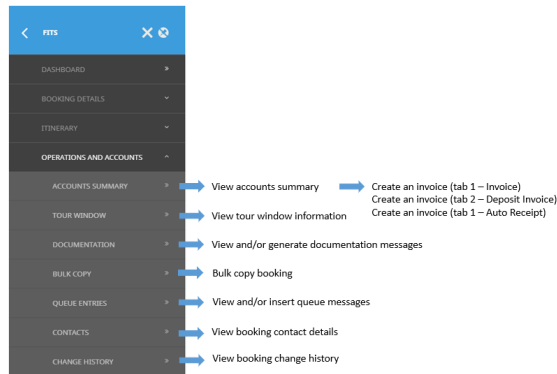 FITS
DASHBOARD
BOOKING DETAILS
ITINERARY
OPERATIONS AND ACCOUNTS
ACCOUNTS SUMMARY
View accounts summary
Create an invoice (tab 1 – Invoice)
Create an invoice (tab 2 – Deposit Invoice)
Create an invoice (tab 1 – Auto Receipt)
TOUR WINDOW
View tour window information
DOCUMENTATION
View and/or generate documentation messages
BULK COPY
Bulk copy booking
QUEUE ENTRIES
View and/or insert queue messages
CONTACTS
View booking contact details
CHANGE HISTORY
View booking change history